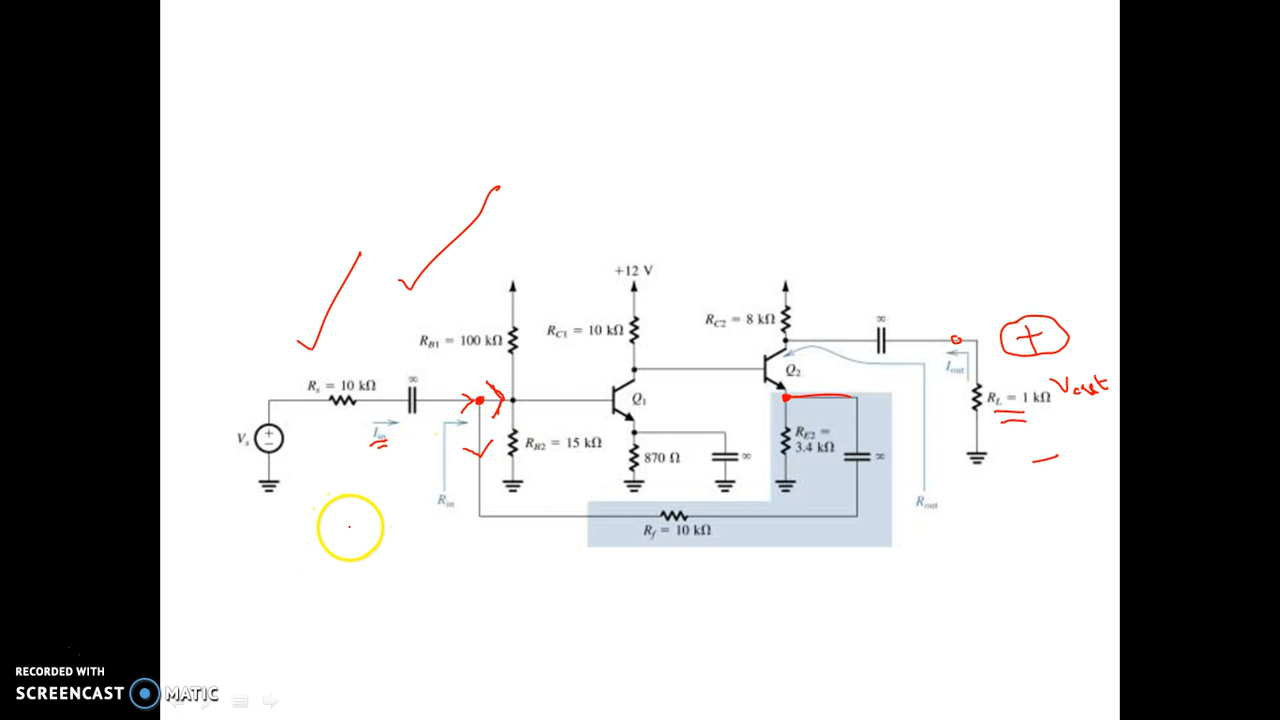 +12 V
R_C1 = 10 kΩ
R_C2 = 8 kΩ
∞
R_B1 = 100 kΩ
+
I_out
Q_2
R_s = 10 kΩ
∞
Q_1
R_L = 1 kΩ
Vout
I_in
V_s
+
−
R_B2 = 15 kΩ
870 Ω
∞
R_E2 =
3.4 kΩ
∞
R_in
R_out
R_f = 10 kΩ
RECORDED WITH
SCREENCAST MATIC